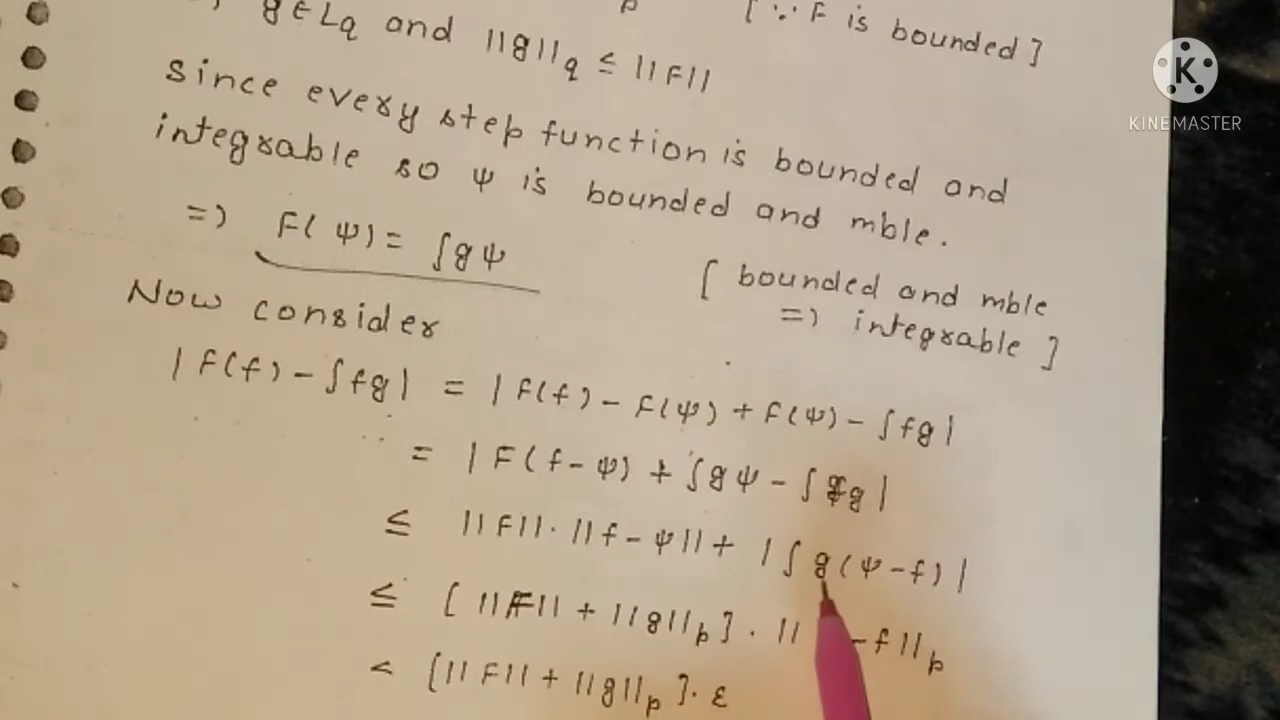 [∵ F is bounded]
g ∈ Lq and ||g||q ≤ ||F||
since every step function is bounded and
integrable so ψ is bounded and mble.
=> F(ψ) = ∫gψ
[ bounded and mble
=> integrable ]
Now consider
|F(f) - ∫fg| = |F(f) - F(ψ) + F(ψ) - ∫fg|
= |F(f-ψ) + ∫gψ - ∫fg|
≤ ||F||. ||f-ψ|| + |∫g(ψ-f)|
≤ [||F|| + ||g||p]. || -f||p
< [||F|| + ||g||p]. ε
K
KINEMASTER